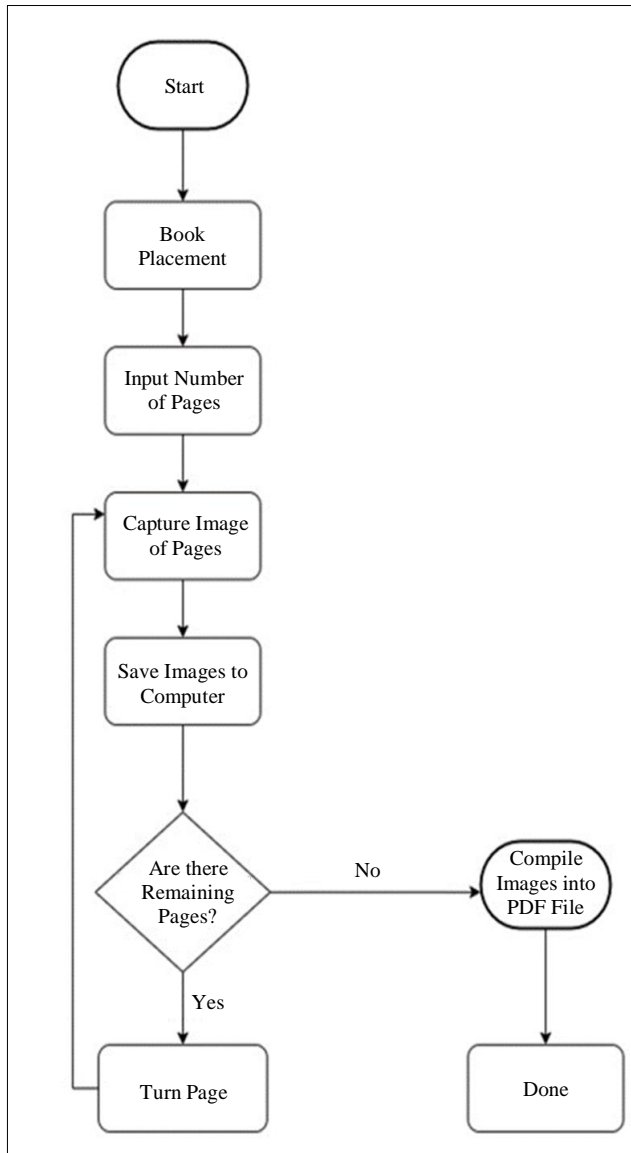 Start
Book
Placement
Input Number
of Pages
Capture Image
of Pages
Save Images to
Computer
Are there
Remaining
Pages?
No
Compile
Images into
PDF File
Yes
Turn Page
Done